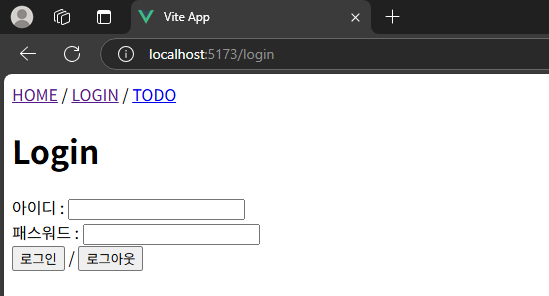 Vite App
localhost:5173/login
HOME / LOGIN / TODO
Login
아이디 :
패스워드 :
로그인 / 로그아웃